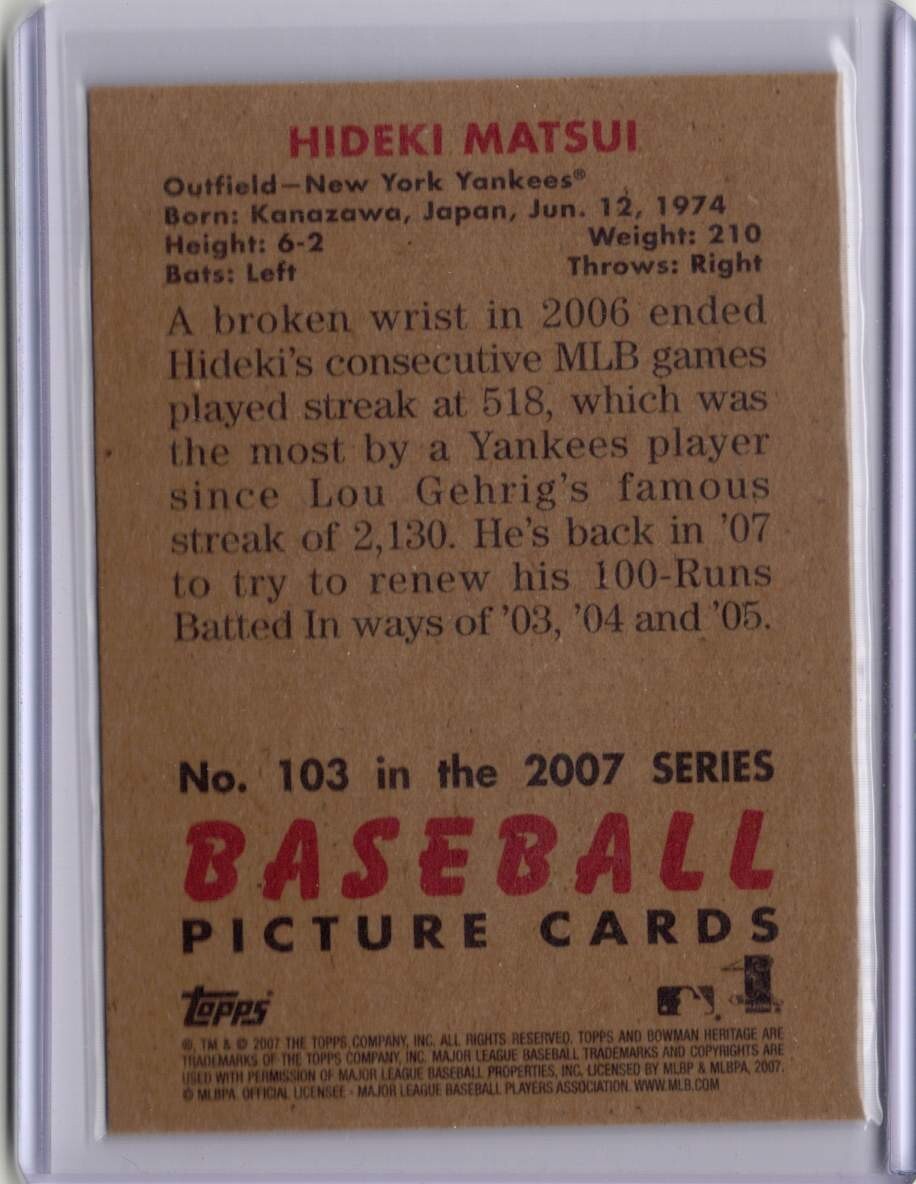 HIDEKI MATSUI
Outfield—New York Yankees®
Born: Kanazawa, Japan, Jun. 12, 1974
Height: 6-2 Weight: 210
Bats: Left Throws: Right
A broken wrist in 2006 ended
Hideki's consecutive MLB games
played streak at 518, which was
the most by a Yankees player
since Lou Gehrig's famous
streak of 2,130. He's back in '07
to try to renew his 100-Runs
Batted In ways of '03, '04 and '05.
No. 103 in the 2007 SERIES
BASEBALL
PICTURE CARDS
topps
®, TM & © 2007 THE TOPPS COMPANY, INC. ALL RIGHTS RESERVED. TOPPS AND BOWMAN HERITAGE ARE
TRADEMARKS OF THE TOPPS COMPANY, INC. MAJOR LEAGUE BASEBALL TRADEMARKS AND COPYRIGHTS ARE
USED WITH PERMISSION OF MAJOR LEAGUE BASEBALL PROPERTIES, INC. LICENSED BY MLBP & MLBPA, 2007.
© MLBPA. OFFICIAL LICENSEE - MAJOR LEAGUE BASEBALL PLAYERS ASSOCIATION. WWW.MLB.COM